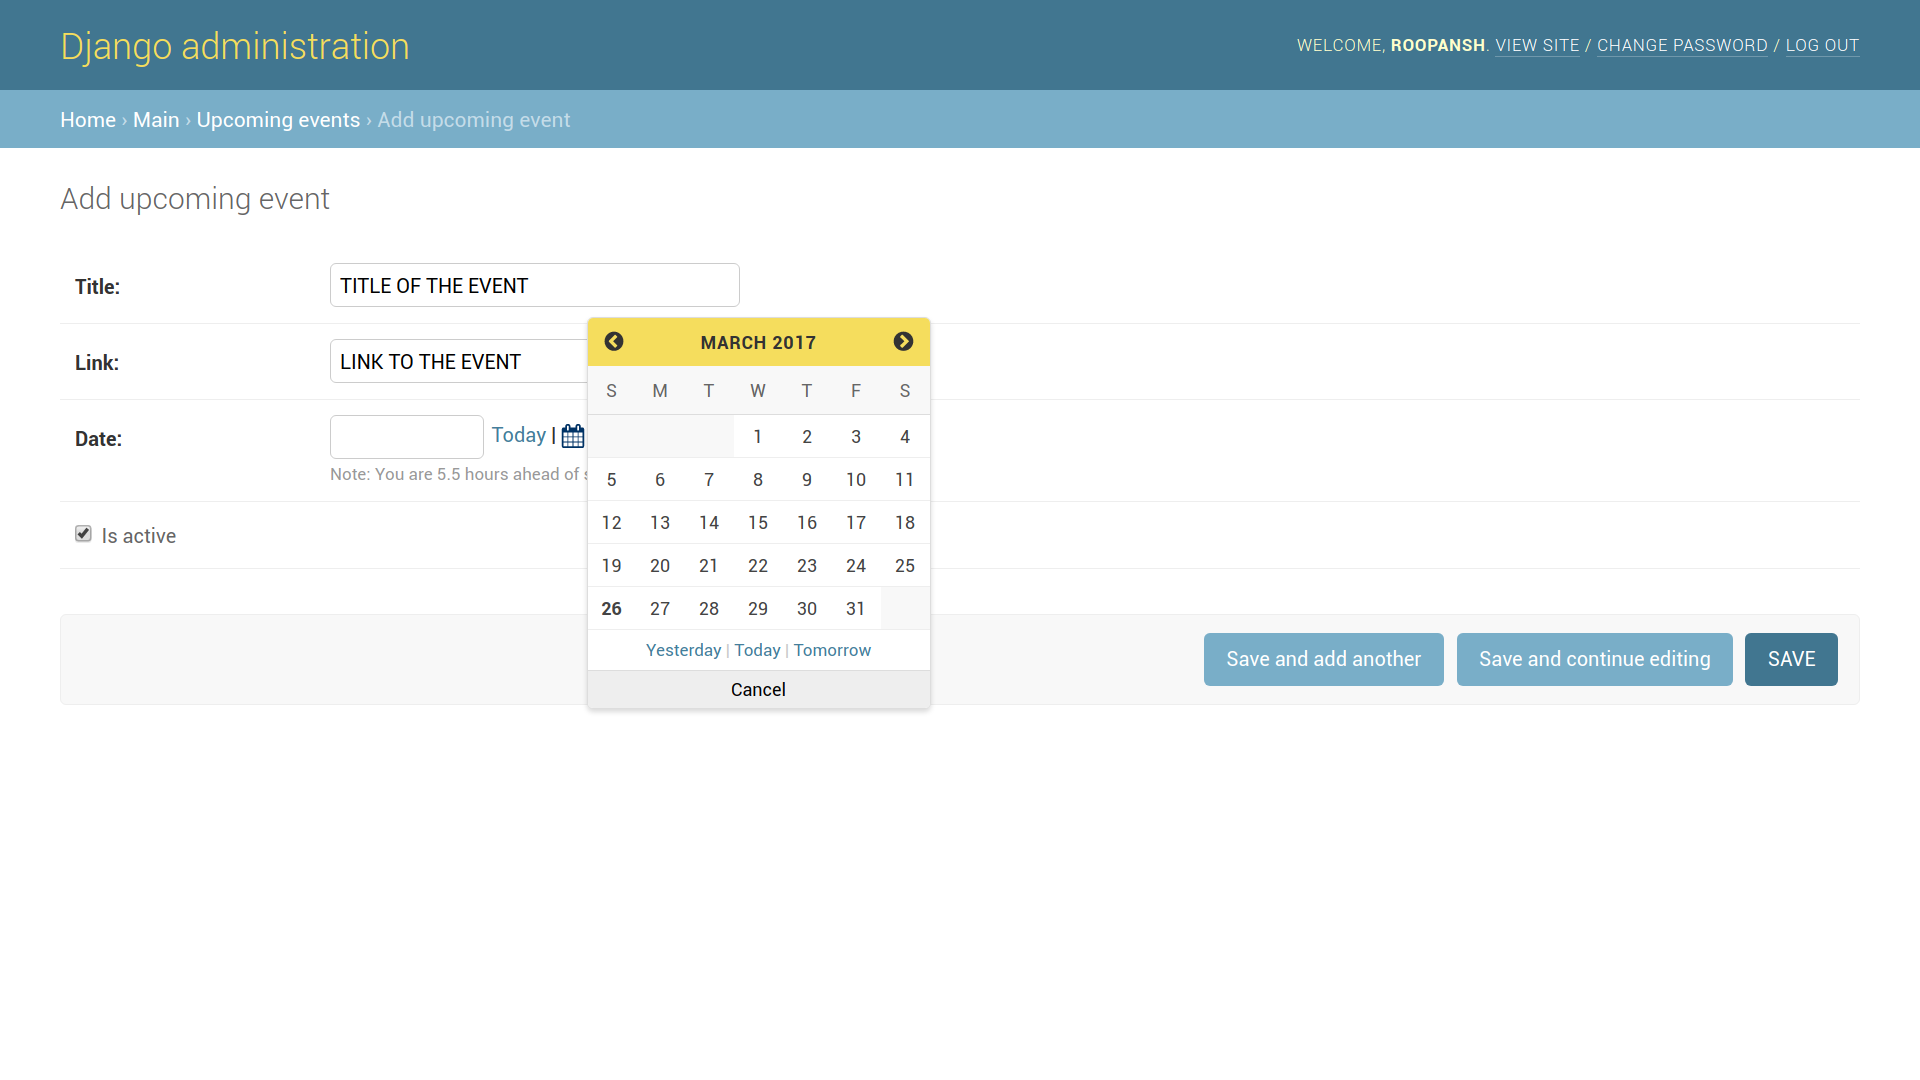 Django administration
WELCOME, ROOPANSH. VIEW SITE / CHANGE PASSWORD / LOG OUT
Home › Main › Upcoming events › Add upcoming event
Add upcoming event
Title: TITLE OF THE EVENT
Link: LINK TO THE EVENT
Date: Today |
Note: You are 5.5 hours ahead of
Is active
MARCH 2017
S M T W T F S
1 2 3 4
5 6 7 8 9 10 11
12 13 14 15 16 17 18
19 20 21 22 23 24 25
26 27 28 29 30 31
Yesterday | Today | Tomorrow
Cancel
Save and add another Save and continue editing SAVE